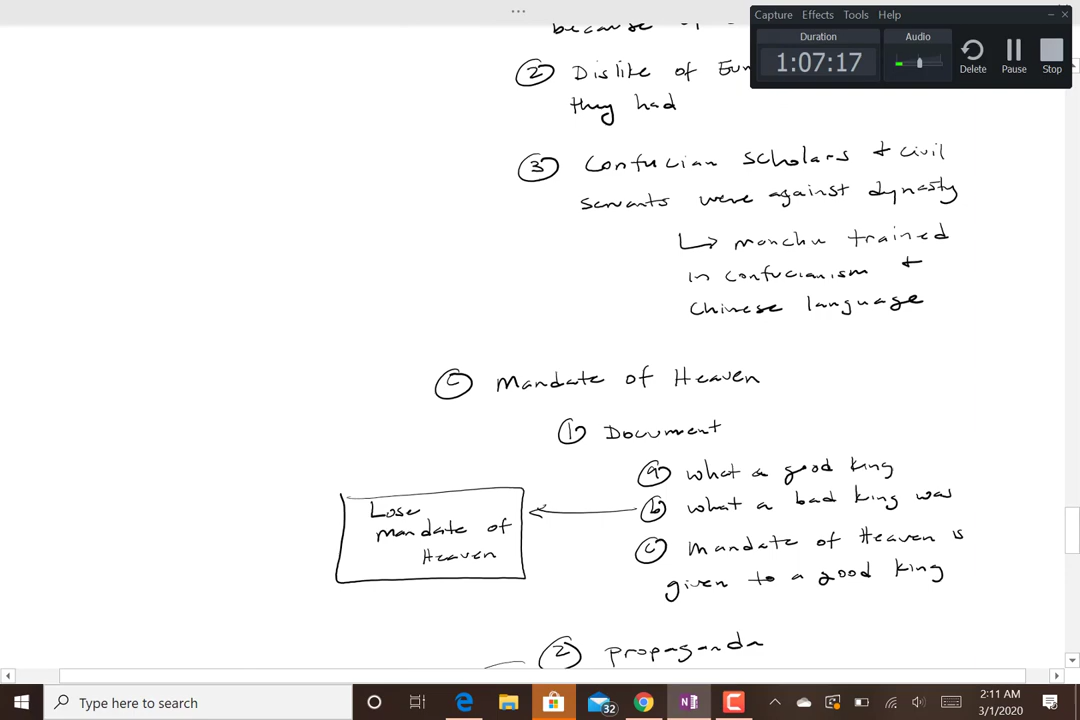 Capture Effects Tools Help
Duration
Audio
1:07:17
Delete Pause Stop
because of
② Dislike of
they had
③ Confucian scholars + civil
servants were against dynasty
↳ manchu trained
in confucianism +
Chinese language
Ⓒ Mandate of Heaven
① Document
ⓐ what a good king
ⓑ what a bad king was
Lose
mandate of
Heaven
ⓒ Mandate of Heaven is
given to a good king
② propaganda
Type here to search
32
2:11 AM
3/1/2020